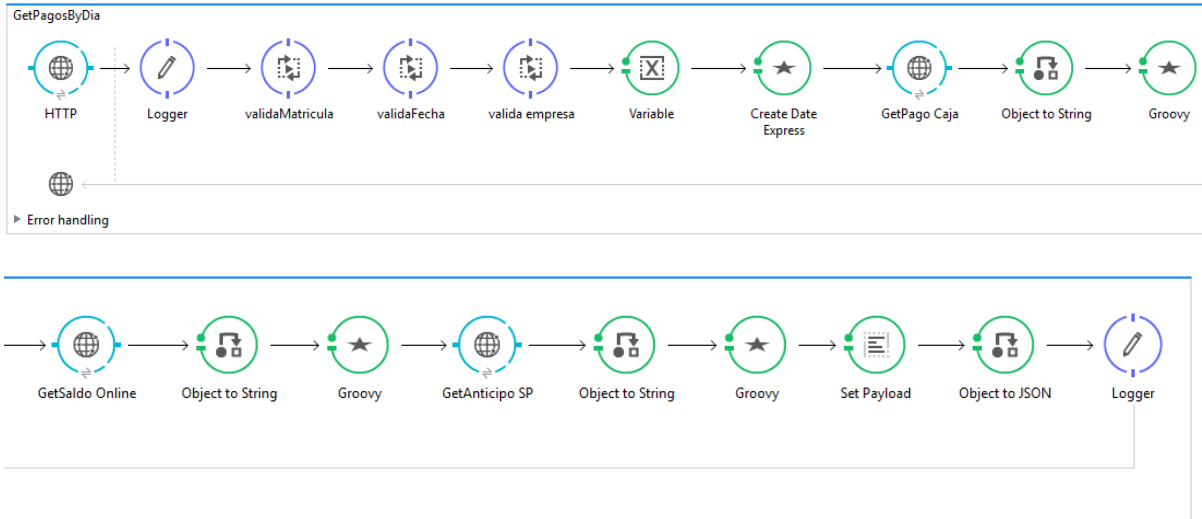 GetPagosByDia
HTTP
Logger
validaMatricula
validaFecha
valida empresa
Variable
Create Date
Express
GetPago Caja
Object to String
Groovy
Error handling
GetSaldo Online
Object to String
Groovy
GetAnticipo SP
Object to String
Groovy
Set Payload
Object to JSON
Logger